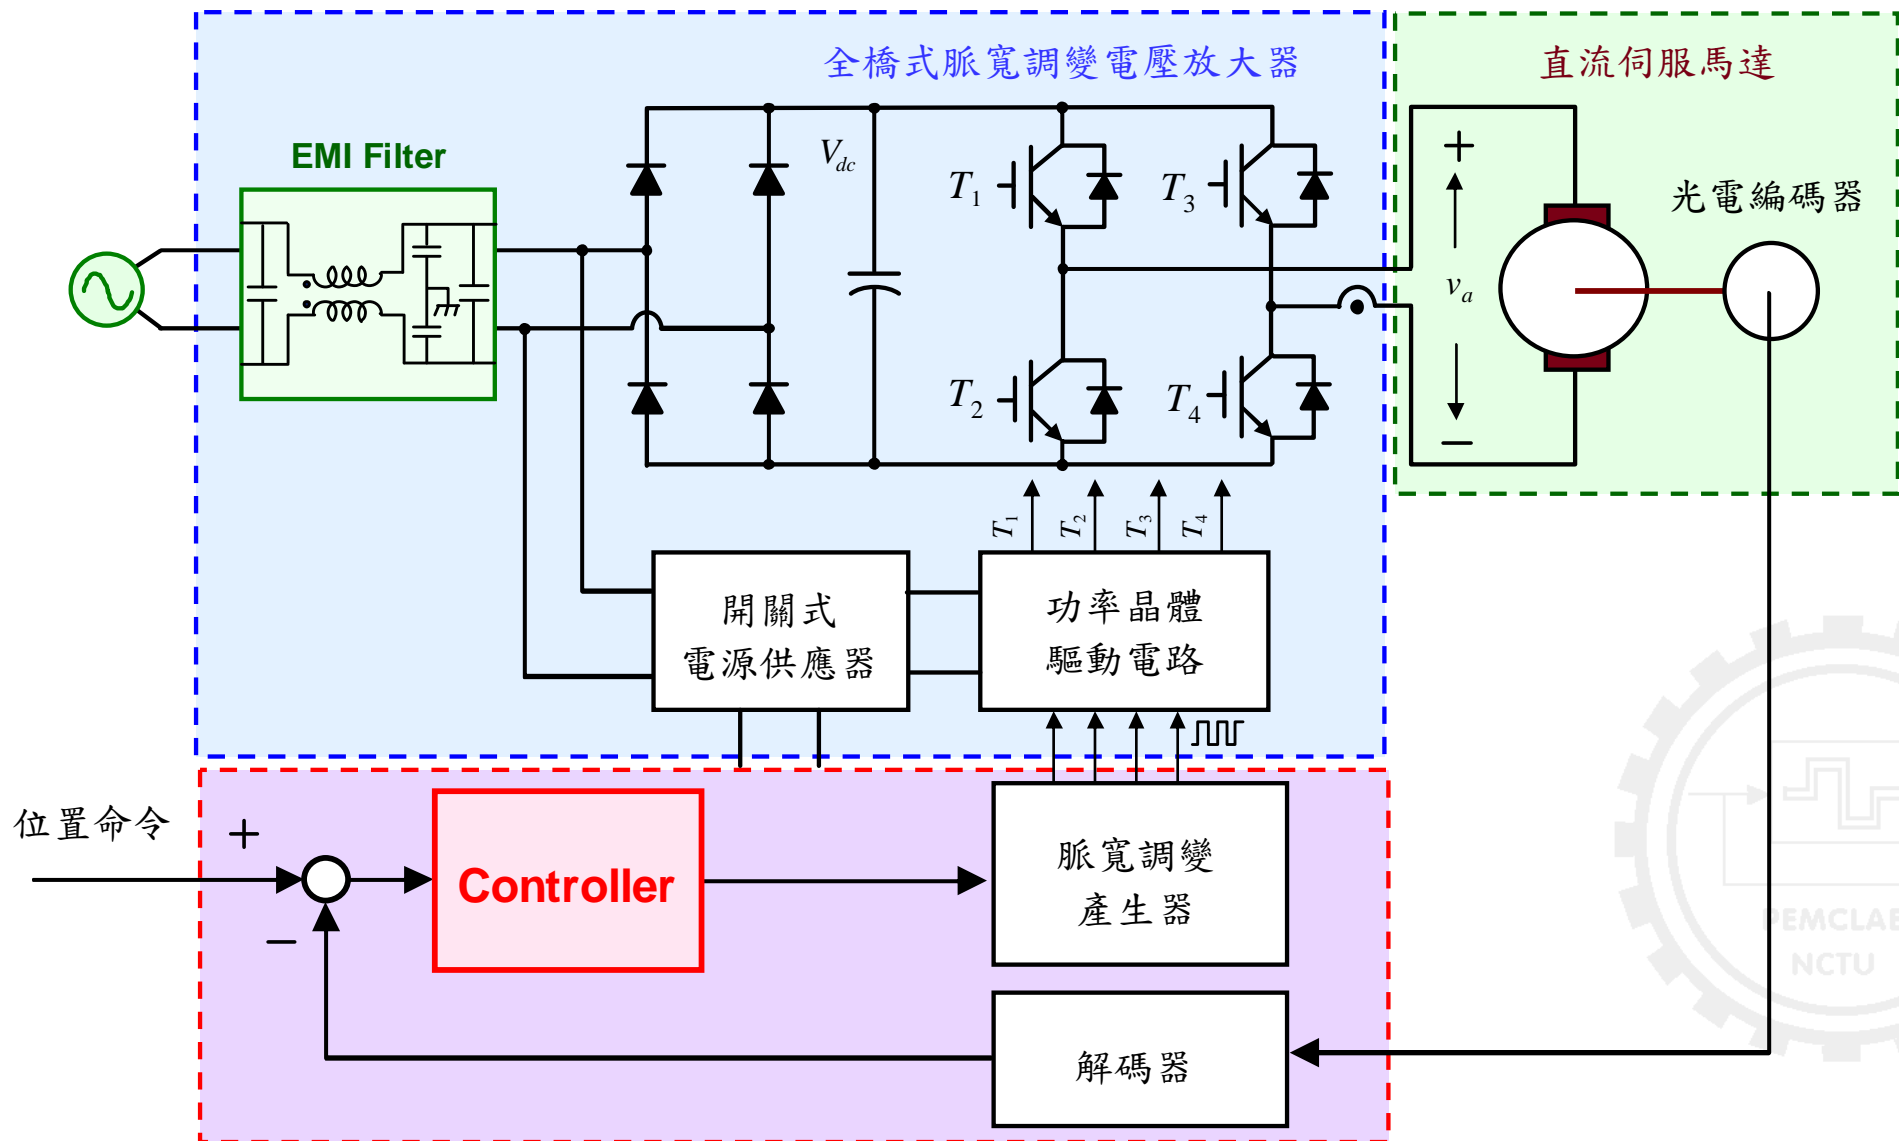 全橋式脈寬調變電壓放大器
直流伺服馬達
EMI Filter
V_dc
T_1
T_3
光電編碼器
+
v_a
T_2
T_4
−
T_1
T_2
T_3
T_4
開關式
電源供應器
功率晶體
驅動電路
位置命令
+
−
Controller
脈寬調變
產生器
解碼器
PEMCLAB
NCTU